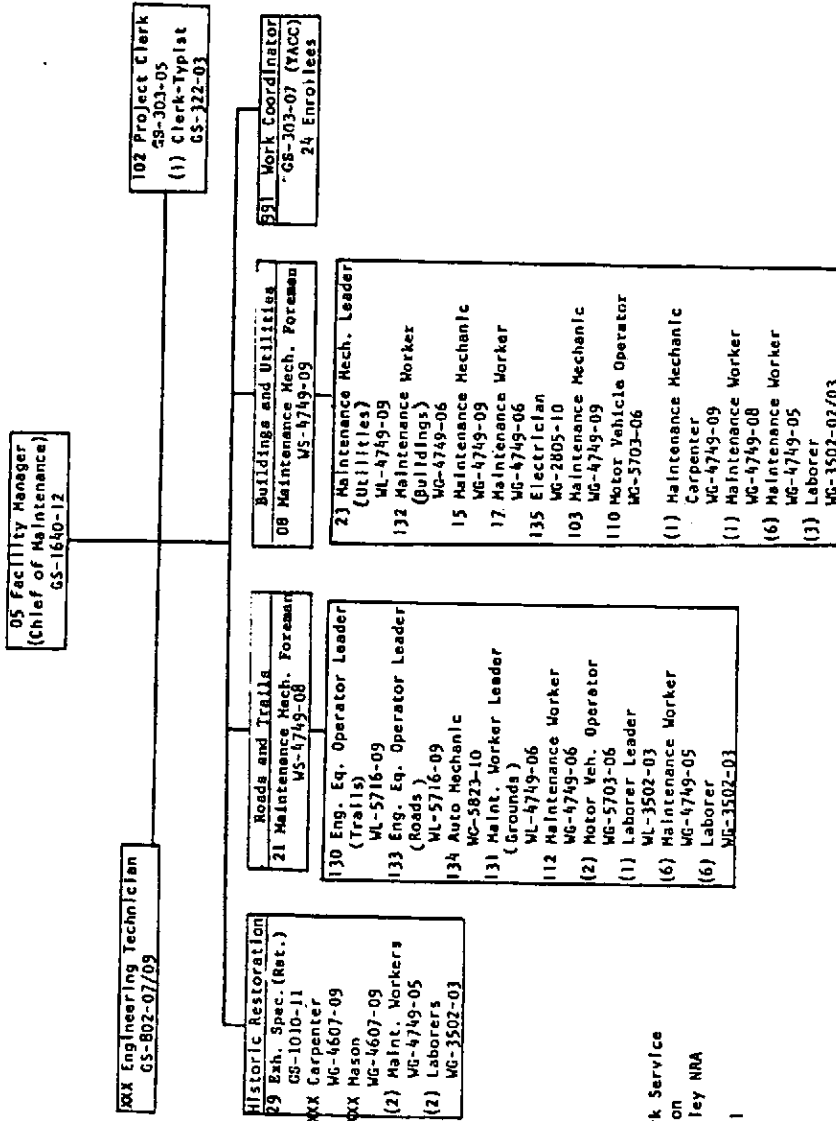 05 Facility Manager
(Chief of Maintenance)
GS-1640-12
XXX Engineering Technician
GS-802-07/09
102 Project Clerk
GS-303-05
(1) Clerk-Typist
GS-322-03
Historic Restoration
29 Exh. Spec. (Rst.)
GS-1010-11
XXX Carpenter
WG-4607-09
XXX Mason
WG-4607-09
(2) Maint. Workers
WG-4749-05
(2) Laborers
WG-3502-03
Roads and Trails
21 Maintenance Mech. Foreman
WS-4749-08
130 Eng. Eq. Operator Leader
(Trails)
WL-5716-09
133 Eng. Eq. Operator Leader
(Roads)
WL-5716-09
134 Auto Mechanic
WG-5823-10
131 Maint. Worker Leader
(Grounds)
WL-4749-06
112 Maintenance Worker
WG-4749-06
(2) Motor Veh. Operator
WG-5703-06
(1) Laborer Leader
WL-3502-03
(6) Maintenance Worker
WG-4749-05
(6) Laborer
WG-3502-03
Buildings and Utilities
08 Maintenance Mech. Foreman
WS-4749-09
23 Maintenance Mech. Leader
(Utilities)
WL-4749-09
132 Maintenance Worker
(Buildings)
WG-4749-06
15 Maintenance Mechanic
WG-4749-09
17 Maintenance Worker
WG-4749-06
135 Electrician
WG-2805-10
103 Maintenance Mechanic
WG-4749-09
110 Motor Vehicle Operator
WG-5703-06
(1) Maintenance Mechanic
Carpenter
WG-4749-09
(1) Maintenance Worker
WG-4749-08
(6) Maintenance Worker
WG-4749-05
(3) Laborer
WG-3502-02/03
991 Work Coordinator
GS-303-07 (YACC)
24 Enrollees
rk Service
on
ley NRA
l